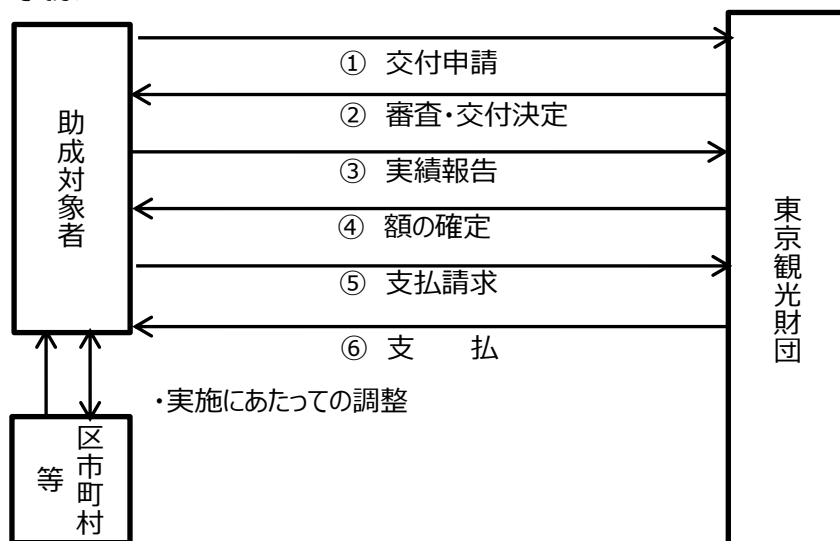 ① 交付申請
② 審査・交付決定
③ 実績報告
④ 額の確定
⑤ 支払請求
⑥ 支　　払
助成対象者
東京観光財団
・実施にあたっての調整
区市町村
等